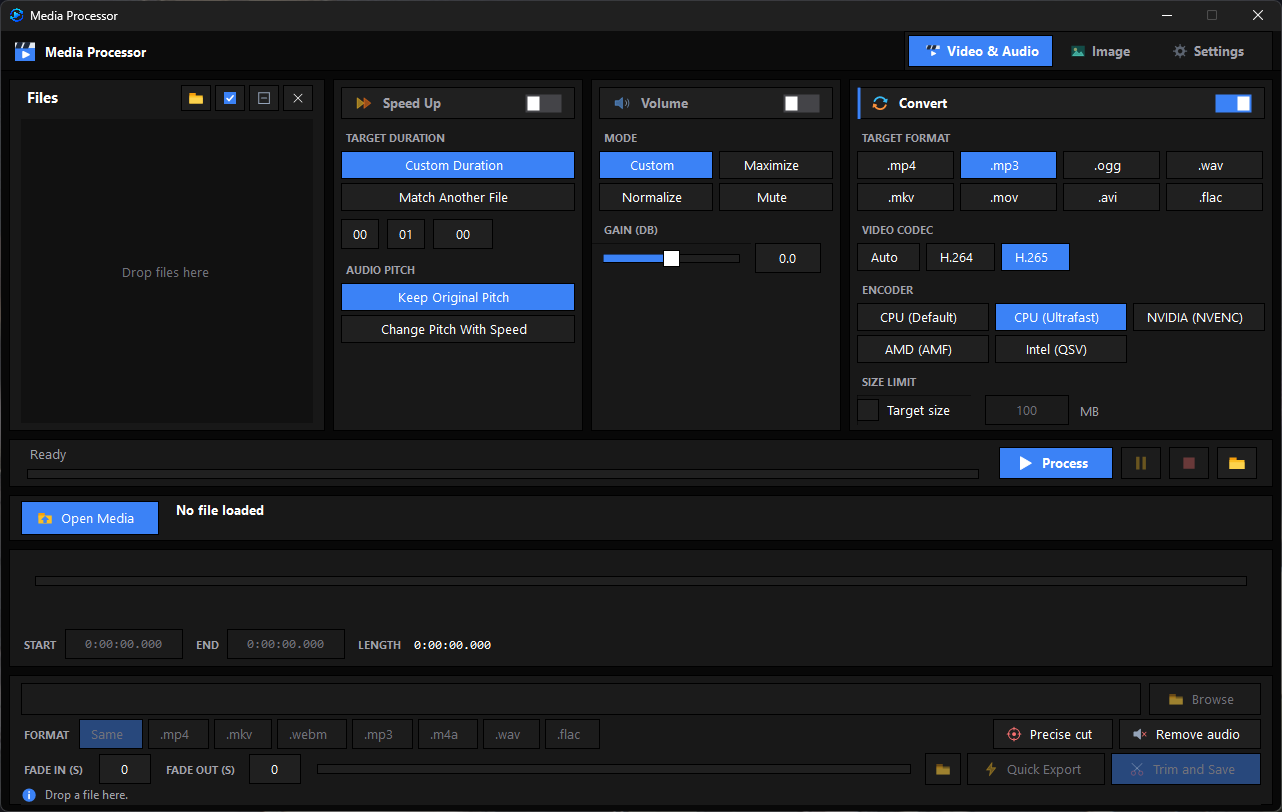 Media Processor
Media Processor
Video & Audio
Image
Settings
Files
Drop files here
Speed Up
TARGET DURATION
Custom Duration
Match Another File
00 01 00
AUDIO PITCH
Keep Original Pitch
Change Pitch With Speed
Volume
MODE
Custom Maximize
Normalize Mute
GAIN (DB)
0.0
Convert
TARGET FORMAT
.mp4 .mp3 .ogg .wav
.mkv .mov .avi .flac
VIDEO CODEC
Auto H.264 H.265
ENCODER
CPU (Default) CPU (Ultrafast) NVIDIA (NVENC)
AMD (AMF) Intel (QSV)
SIZE LIMIT
Target size 100 MB
Ready
Process
Open Media
No file loaded
START 0:00:00.000 END 0:00:00.000 LENGTH 0:00:00.000
Browse
FORMAT Same .mp4 .mkv .webm .mp3 .m4a .wav .flac
Precise cut Remove audio
FADE IN (S) 0 FADE OUT (S) 0
Quick Export Trim and Save
Drop a file here.